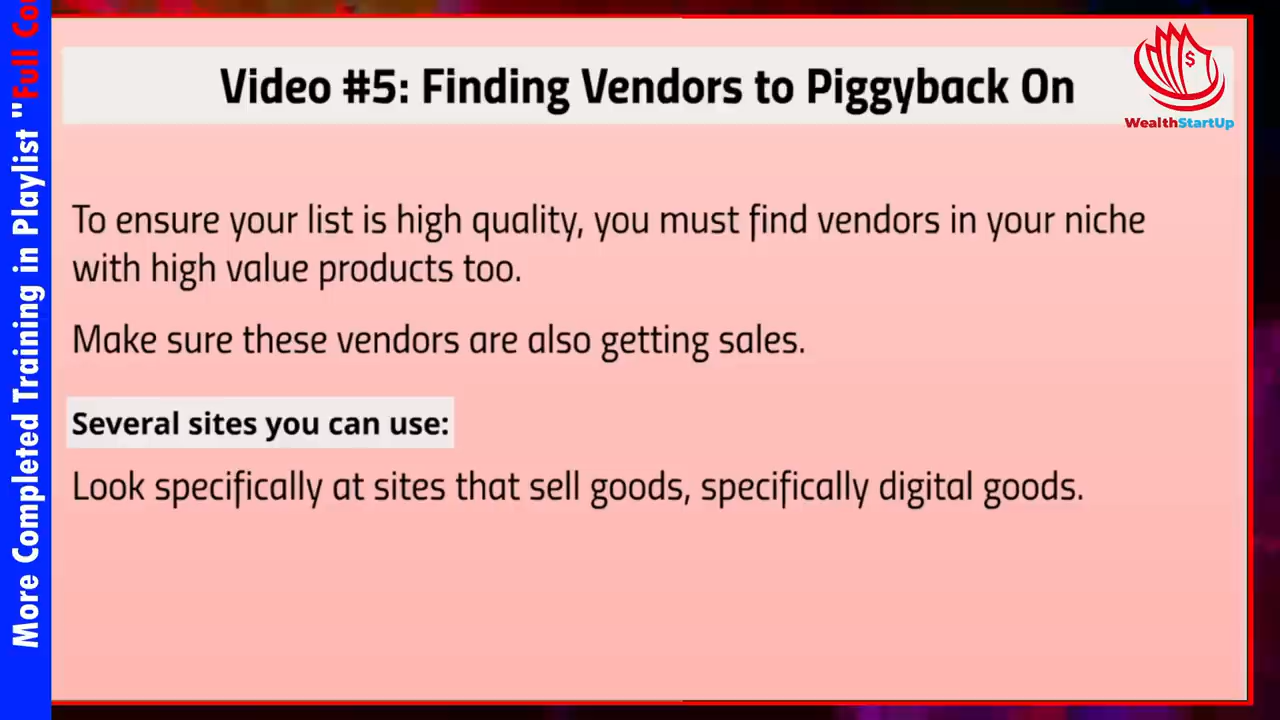 Video #5: Finding Vendors to Piggyback On
$
WealthStartUp
To ensure your list is high quality, you must find vendors in your niche
with high value products too.
Make sure these vendors are also getting sales.
Several sites you can use:
Look specifically at sites that sell goods, specifically digital goods.
More Completed Training in Playlist "Full